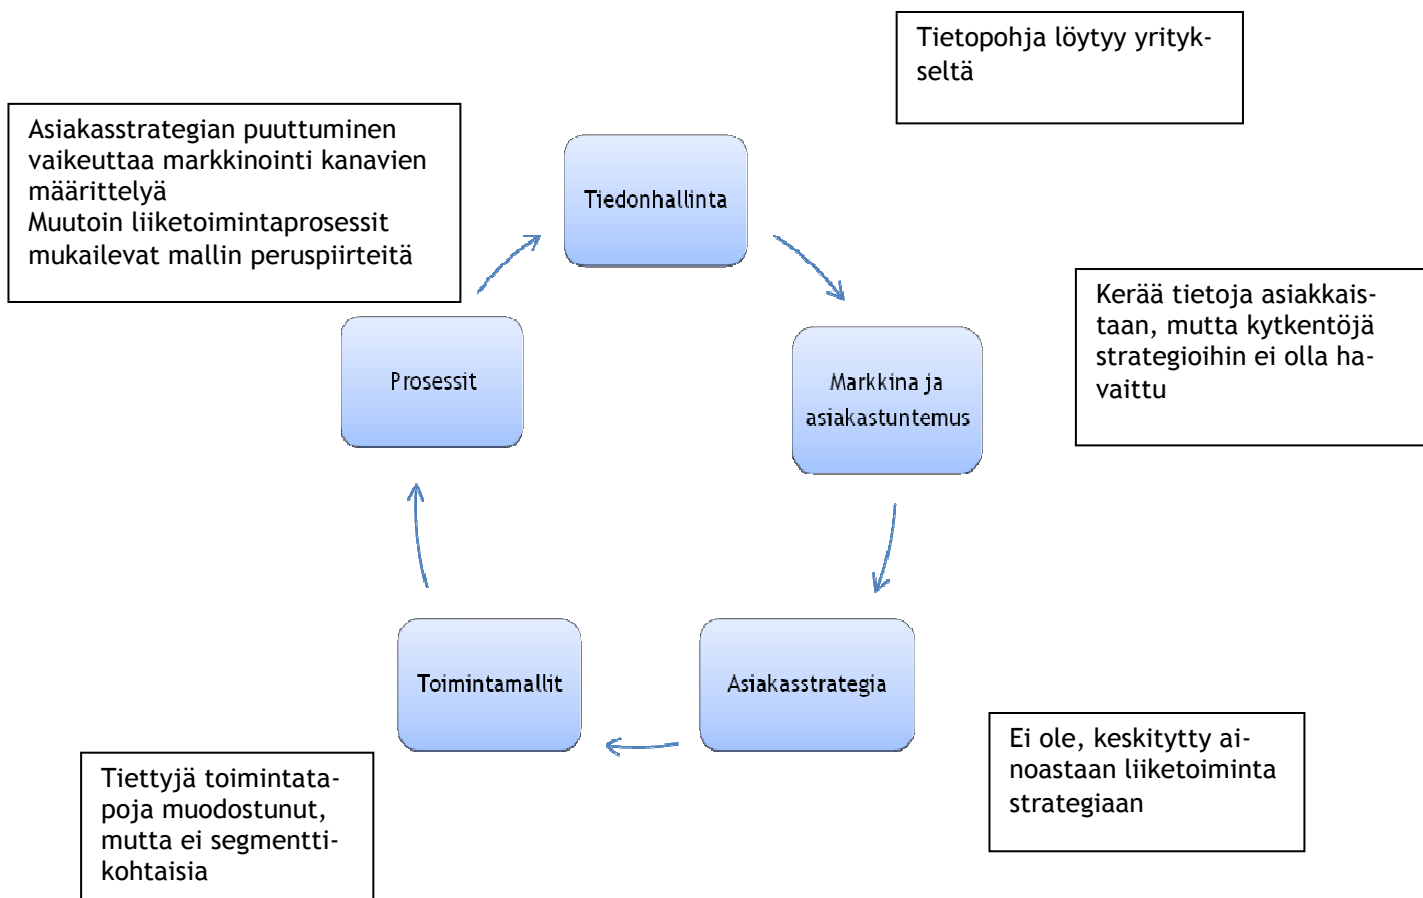 Tietopohja löytyy yrityk-
seltä
Asiakasstrategian puuttuminen
vaikeuttaa markkinointi kanavien
määrittelyä
Muutoin liiketoimintaprosessit
mukailevat mallin peruspiirteitä
Tiedonhallinta
Kerää tietoja asiakkais-
taan, mutta kytkentöjä
strategioihin ei olla ha-
vaittu
Markkina ja
asiakastuntemus
Prosessit
Toimintamallit
Asiakasstrategia
Ei ole, keskitytty ai-
noastaan liiketoiminta
strategiaan
Tiettyjä toimintata-
poja muodostunut,
mutta ei segmentti-
kohtaisia